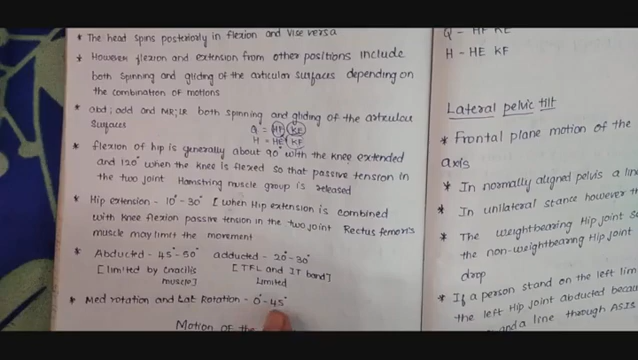 * The head spins posteriorly in flexion and vise versa
* However flexion and extension from other positions include
both spinning and gliding of the articular surfaces depending on
the combination of motions
* abd; add and MR; LR both spinning and gliding of the articular
surfaces
Q = HF KF
H = HE KF
* flexion of hip is generally about 90° with the knee extended
and 120° when the knee is flexed so that passive tension in
the two joint Hamstring muscle group is released
* Hip extension - 10°-30° I when Hip extension is combined
with knee flexion passive tension in the two joint Rectus femoris
muscle may limit the movement
* Abducted - 45°-50° adducted - 20°-30°
[limited by Gracilis [TFL and IT band]
muscle] Limited
* Med rotation and Lat Rotation - 0°-45°
Motion of the
Q - HF KE
H - HE KF
Lateral pelvic tilt
* Frontal plane motion of the
axis
* In normally aligned pelvis a lin
* In unilateral stance however th
* The weightbearing Hip joint
the non-weightbearing Hip joint
drop
* If a person stand on the left lim
the left Hip joint abducted becau
and a line through ASIS